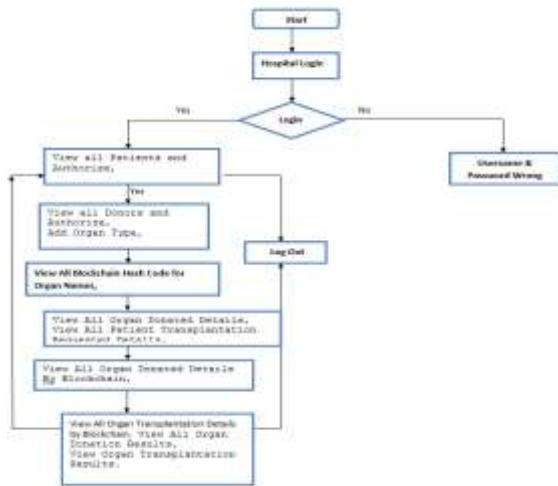 Start
Hospital Login
Yes
No
Login
View all Patients and
Authorize,
Username &
Password Wrong
Yes
View all Donors and
Authorize,
Add Organ Type,
Log Out
View All Blockchain Hash Code for
Organ Names,
View All Organ Donated Details,
View All Patient Transplantation
Requested Details.
View All Organ Donated Details
By Blockchain,
View All Organ Transplantation Details
by Blockchain, View All Organ
Donation Results,
View Organ Transplantation
Results.